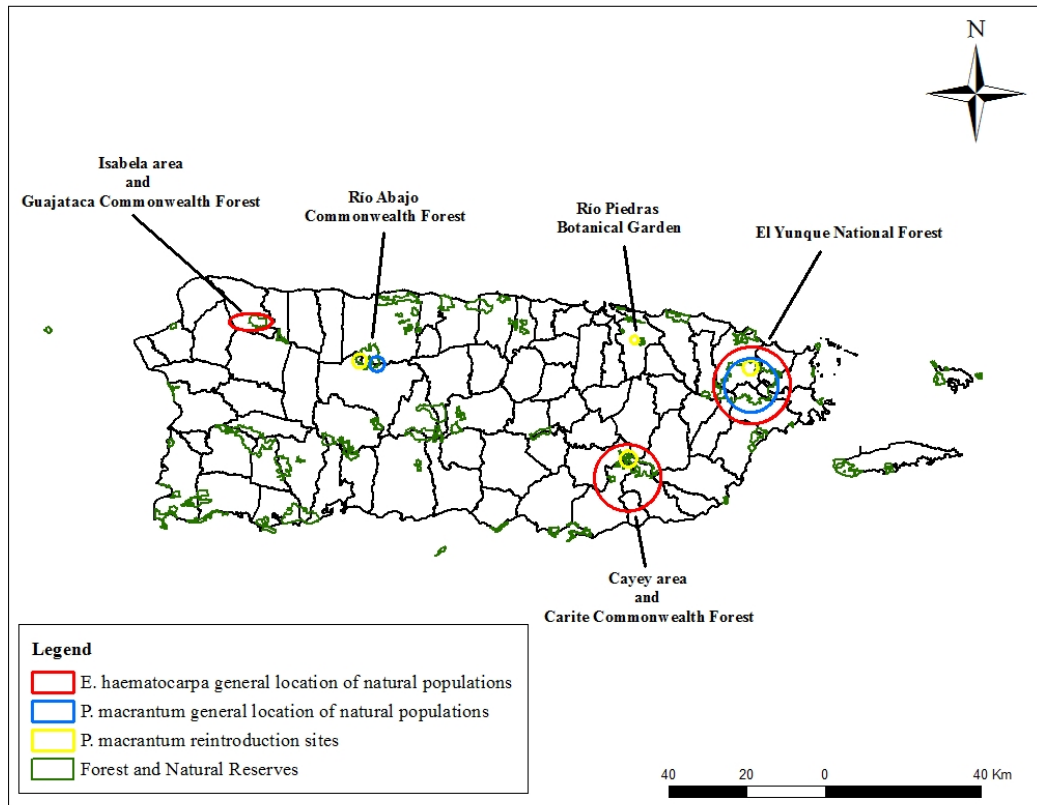 N
Isabela area
and
Guajataca Commonwealth Forest
Río Abajo
Commonwealth Forest
Río Piedras
Botanical Garden
El Yunque National Forest
Cayey area
and
Carite Commonwealth Forest
Legend
E. haematocarpa general location of natural populations
P. macrantum general location of natural populations
P. macrantum reintroduction sites
Forest and Natural Reserves
40 20 0 40 Km